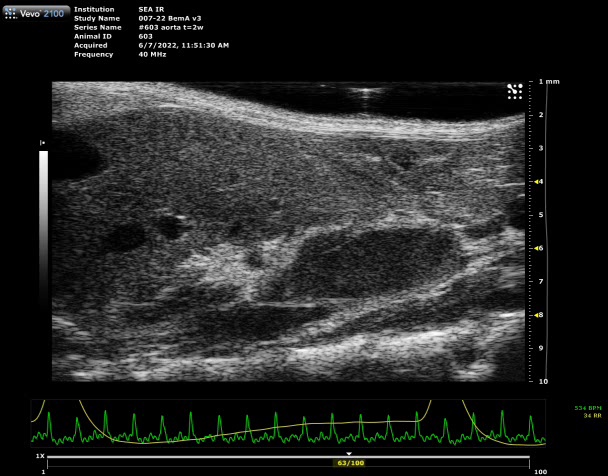 Vevo 2100
Institution SEA IR
Study Name 007-22 BemA v3
Series Name #603 aorta t=2w
Animal ID 603
Acquired 6/7/2022, 11:51:30 AM
Frequency 40 MHz
1 mm
2
3
4
5
6
7
8
9
10
534 BPM
34 RR
1X
63/100
1
100